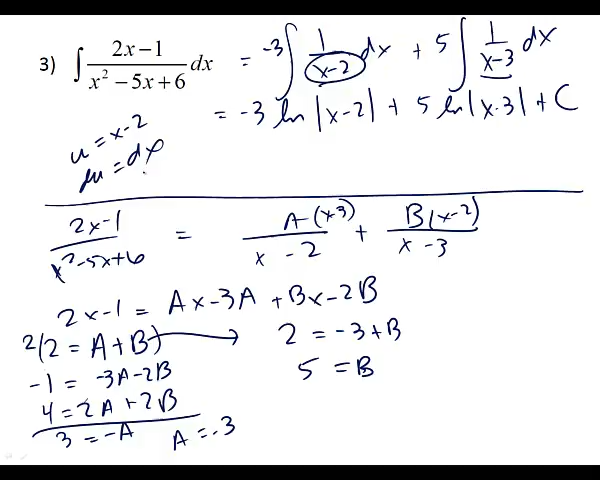 3) ∫ (2x − 1)/(x² − 5x + 6) dx = -3 ∫ 1/(x-2) dx + 5 ∫ 1/(x-3) dx
= -3 ln |x-2| + 5 ln |x-3| + C
u = x-2
du = dx
(2x-1)/(x²-5x+6) = A(x-3)/(x-2) + B(x-2)/(x-3)
2x-1 = Ax-3A + Bx-2B
2(2 = A+B) → 2 = -3+B
-1 = -3A-2B 5 = B
4 = 2A+2B
3 = -A A = -3